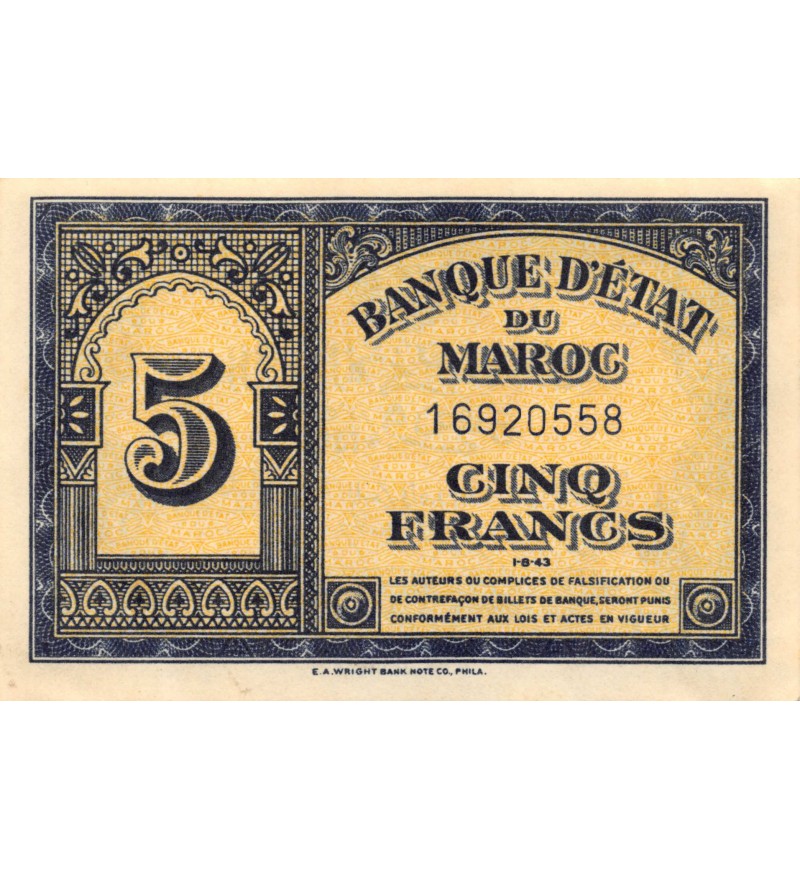 5
BANQUE D'ÉTAT
DU
MAROC
16920558
CINQ
FRANCS
1-8-43
LES AUTEURS OU COMPLICES DE FALSIFICATION OU
DE CONTREFAÇON DE BILLETS DE BANQUE, SERONT PUNIS
CONFORMÉMENT AUX LOIS ET ACTES EN VIGUEUR
E. A. WRIGHT BANK NOTE CO., PHILA.